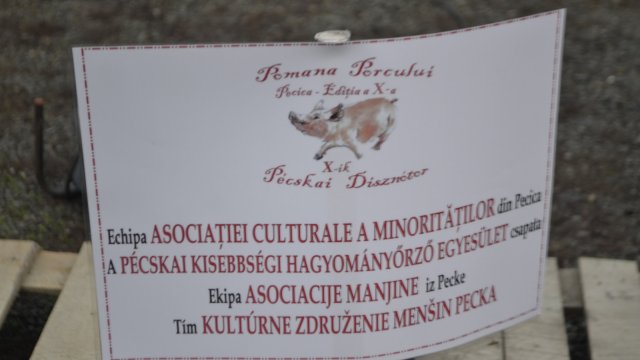 Pomana Porcului
Pecica - Ediția a X-a
X-ik
Pécskai Disznótor
Echipa ASOCIAȚIEI CULTURALE A MINORITĂȚILOR din Pecica
A PÉCSKAI KISEBBSÉGI HAGYOMÁNYŐRZŐ EGYESÜLET csapata
Ekipa ASOCIACIJE MANJINE iz Pecke
Tím KULTÚRNE ZDRUŽENIE MENŠIN PECKA